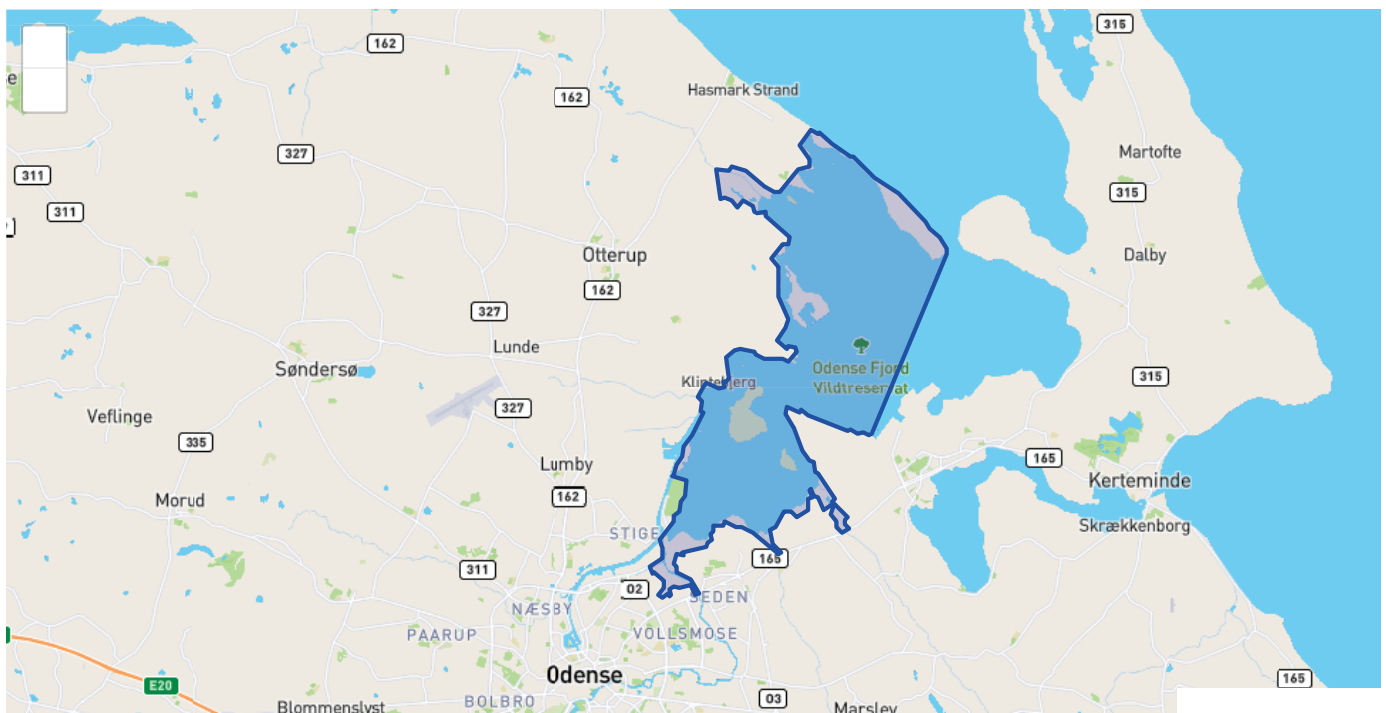 315
162
e
Hasmark Strand
162
327
Martofte
311
315
311
Otterup
Dalby
162
327
Lunde
Odense Fjord
Vildtreservat
Søndersø
Klintebjerg
315
327
Veflinge
335
165
Lumby
Kerteminde
162
Morud
Skrækkenborg
STIGE
165
311
02
SEDEN
NÆSBY
PAARUP
VOLLSMOSE
Odense
165
E20
BOLBRO
03
Blommenslyst
Marslev